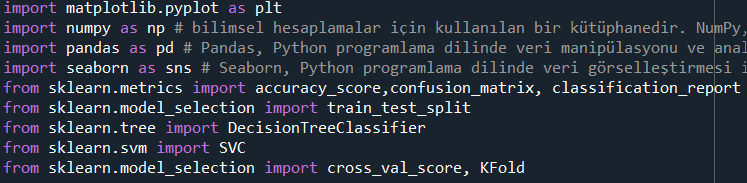 import matplotlib.pyplot as plt
import numpy as np # bilimsel hesaplamalar için kullanılan bir kütüphanedir. NumPy,
import pandas as pd # Pandas, Python programlama dilinde veri manipülasyonu ve anal
import seaborn as sns # Seaborn, Python programlama dilinde veri görselleştirmesi i
from sklearn.metrics import accuracy_score,confusion_matrix, classification_report
from sklearn.model_selection import train_test_split
from sklearn.tree import DecisionTreeClassifier
from sklearn.svm import SVC
from sklearn.model_selection import cross_val_score, KFold